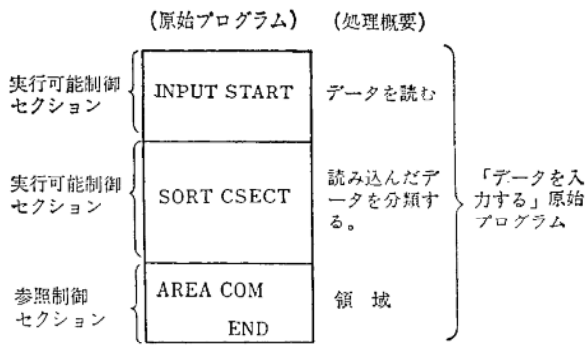 (原始プログラム) (処理概要)
実行可能制御
セクション
INPUT START
データを読む
実行可能制御
セクション
SORT CSECT
読み込んだデ
ータを分類す
る。
「データを入
力する」原始
プログラム
参照制御
セクション
AREA COM
END
領 域